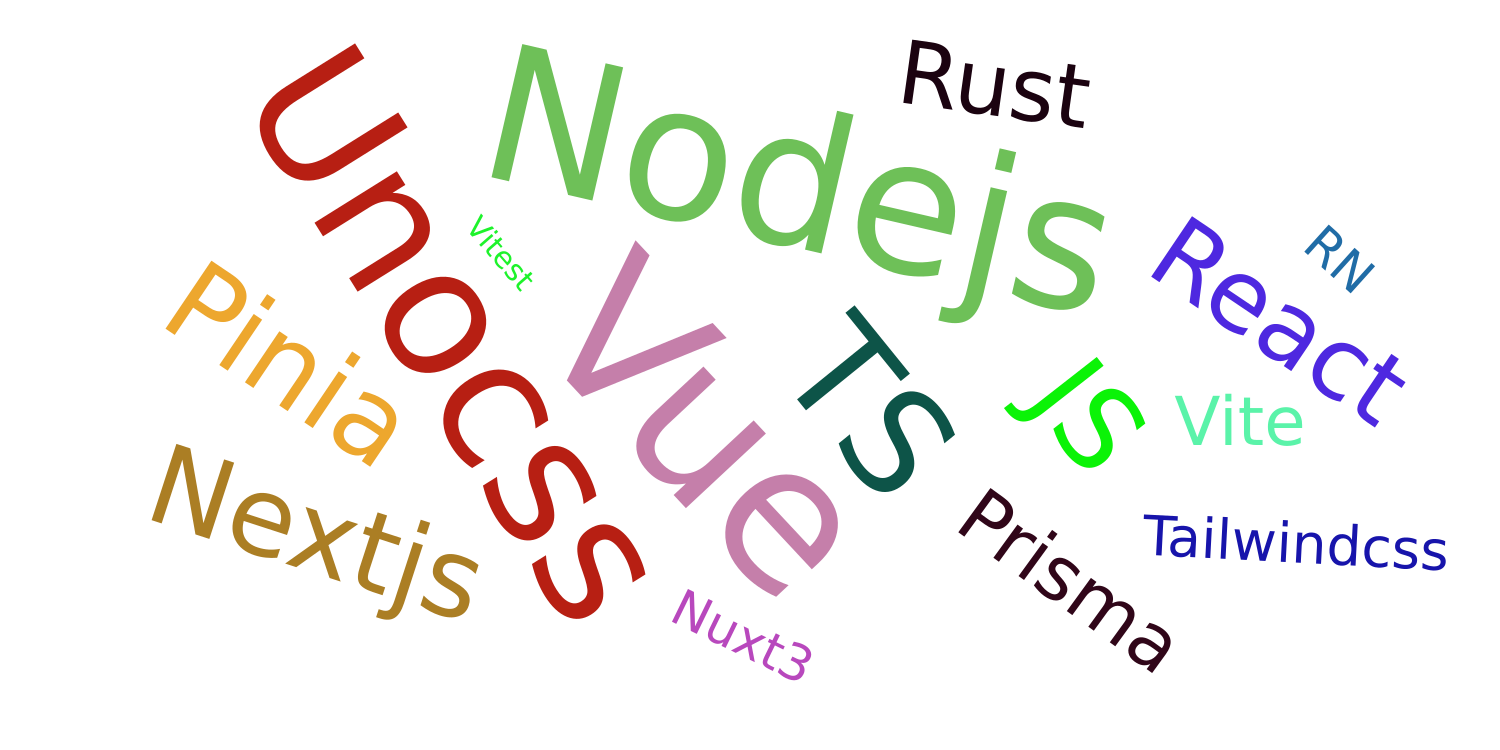 Unocss
Nodejs
Rust
Vitest
React
RN
Pinia
Vue
TS
JS
Vite
Nextjs
Prisma
Tailwindcss
Nuxt3